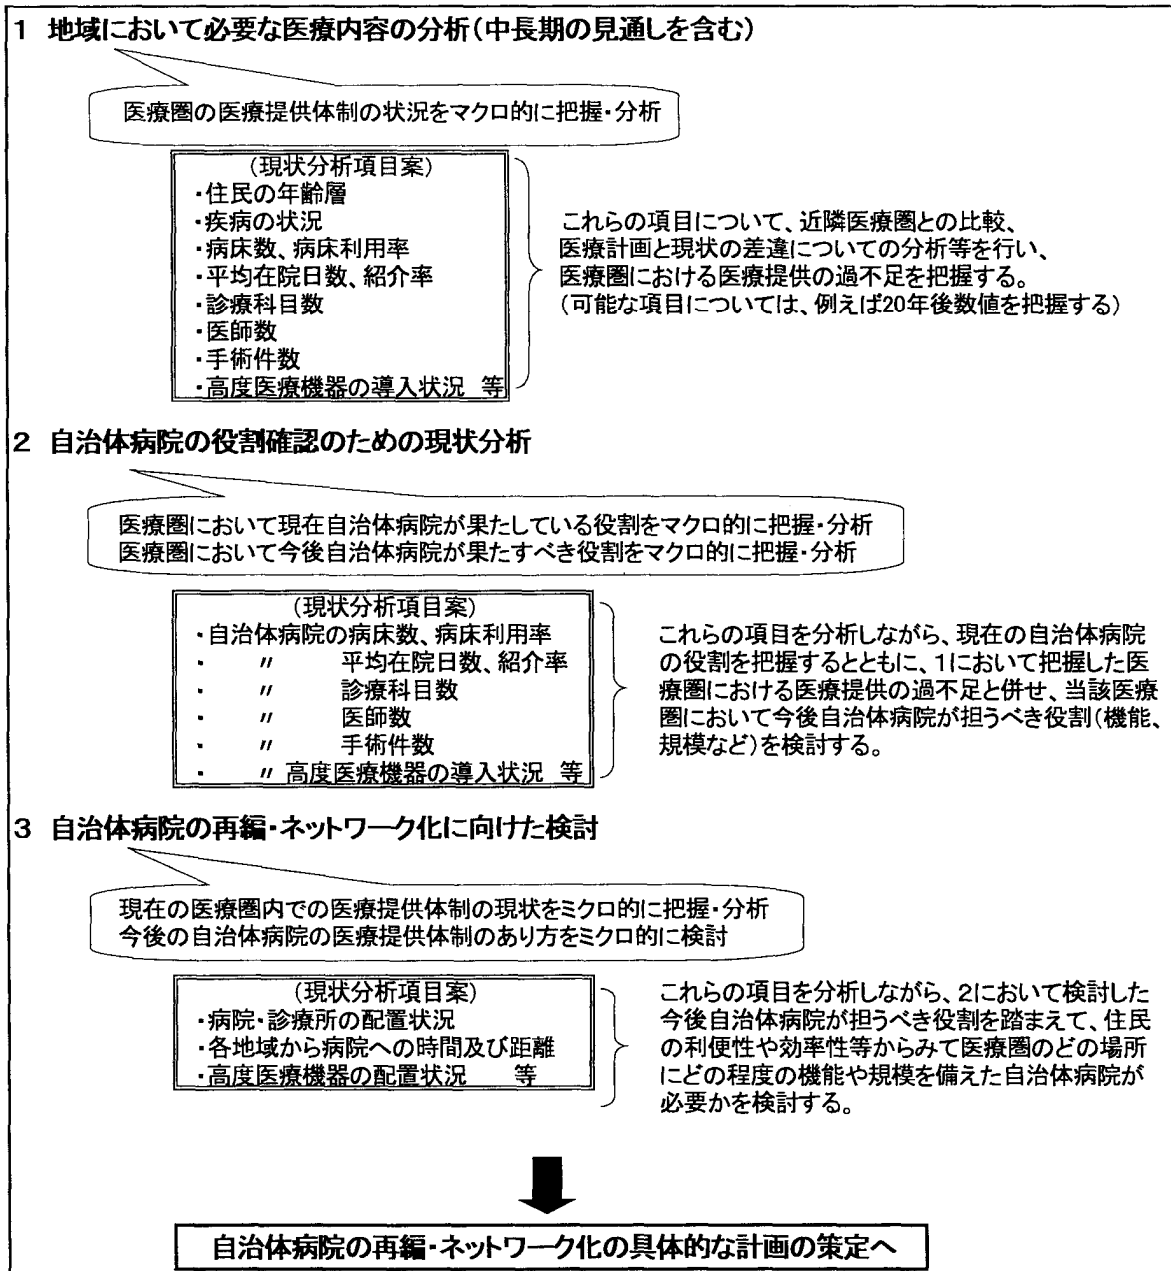 1 地域において必要な医療内容の分析(中長期の見通しを含む)
医療圏の医療提供体制の状況をマクロ的に把握・分析
(現状分析項目案)
・住民の年齢層
・疾病の状況
・病床数、病床利用率
・平均在院日数、紹介率
・診療科目数
・医師数
・手術件数
・高度医療機器の導入状況 等
これらの項目について、近隣医療圏との比較、
医療計画と現状の差違についての分析等を行い、
医療圏における医療提供の過不足を把握する。
(可能な項目については、例えば20年後数値を把握する)
2 自治体病院の役割確認のための現状分析
医療圏において現在自治体病院が果たしている役割をマクロ的に把握・分析
医療圏において今後自治体病院が果たすべき役割をマクロ的に把握・分析
(現状分析項目案)
・自治体病院の病床数、病床利用率
・ 〃 平均在院日数、紹介率
・ 〃 診療科目数
・ 〃 医師数
・ 〃 手術件数
・ 〃 高度医療機器の導入状況 等
これらの項目を分析しながら、現在の自治体病院
の役割を把握するとともに、1において把握した医
療圏における医療提供の過不足と併せ、当該医療
圏において今後自治体病院が担うべき役割(機能、
規模など)を検討する。
3 自治体病院の再編・ネットワーク化に向けた検討
現在の医療圏内での医療提供体制の現状をミクロ的に把握・分析
今後の自治体病院の医療提供体制のあり方をミクロ的に検討
(現状分析項目案)
・病院・診療所の配置状況
・各地域から病院への時間及び距離
・高度医療機器の配置状況 等
これらの項目を分析しながら、2において検討した
今後自治体病院が担うべき役割を踏まえて、住民
の利便性や効率性等からみて医療圏のどの場所
にどの程度の機能や規模を備えた自治体病院が
必要かを検討する。
自治体病院の再編・ネットワーク化の具体的な計画の策定へ